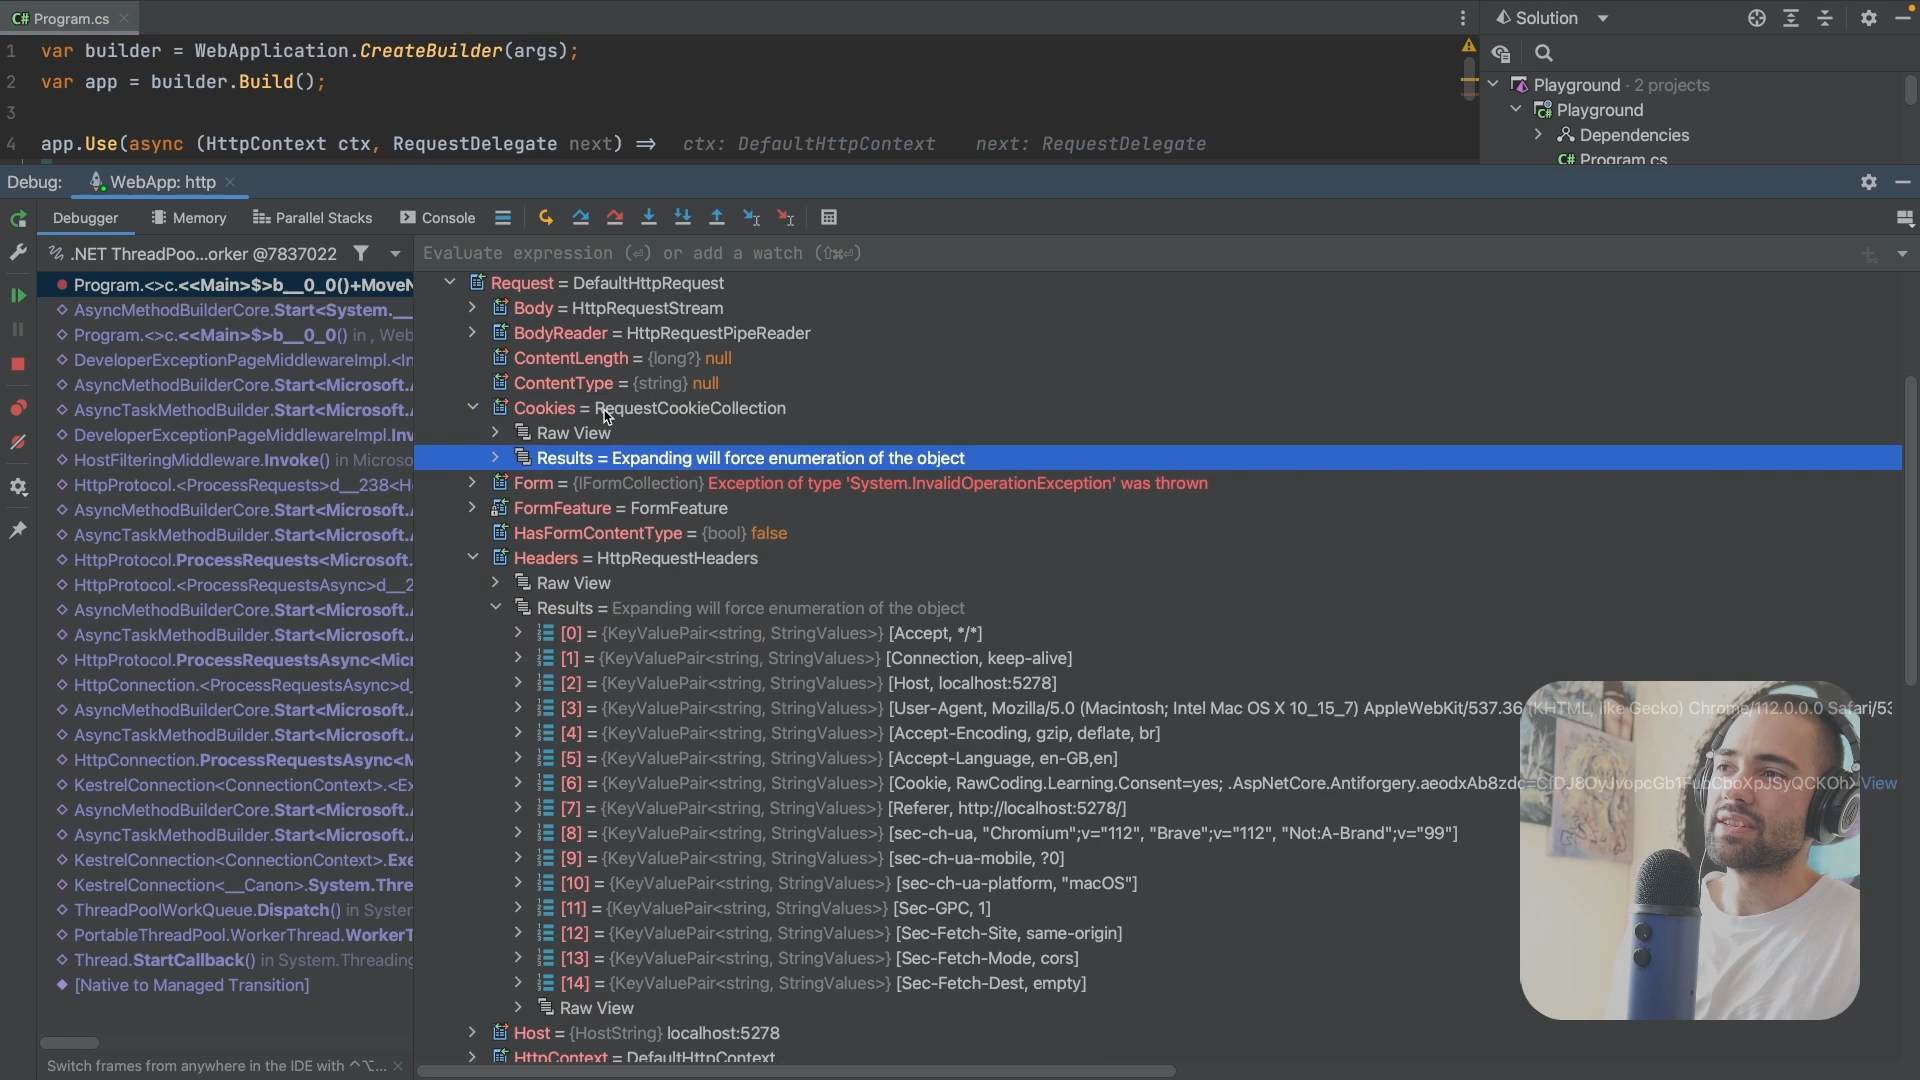 C# Program.cs
Solution
1 var builder = WebApplication.CreateBuilder(args);
2 var app = builder.Build();
3
4 app.Use(async (HttpContext ctx, RequestDelegate next) => ctx: DefaultHttpContext next: RequestDelegate
Playground · 2 projects
Playground
Dependencies
C# Program.cs
Debug: WebApp: http
Debugger Memory Parallel Stacks Console
.NET ThreadPoo...orker @7837022
Evaluate expression (⏎) or add a watch (⇧⌘⏎)
Program.<>c.<<Main>$>b__0_0()+MoveN
AsyncMethodBuilderCore.Start<System.__
Program.<>c.<<Main>$>b__0_0() in , Web
DeveloperExceptionPageMiddlewareImpl.<In
AsyncMethodBuilderCore.Start<Microsoft.
AsyncTaskMethodBuilder.Start<Microsoft.
DeveloperExceptionPageMiddlewareImpl.Inv
HostFilteringMiddleware.Invoke() in Microso
HttpProtocol.<ProcessRequests>d__238<H
AsyncMethodBuilderCore.Start<Microsoft.
AsyncTaskMethodBuilder.Start<Microsoft.
HttpProtocol.ProcessRequests<Microsoft.
HttpProtocol.<ProcessRequestsAsync>d__2
AsyncMethodBuilderCore.Start<Microsoft.
AsyncTaskMethodBuilder.Start<Microsoft.
HttpProtocol.ProcessRequestsAsync<Micr
HttpConnection.<ProcessRequestsAsync>d_
AsyncMethodBuilderCore.Start<Microsoft.
AsyncTaskMethodBuilder.Start<Microsoft.
HttpConnection.ProcessRequestsAsync<M
KestrelConnection<ConnectionContext>.<Ex
AsyncMethodBuilderCore.Start<Microsoft.
AsyncTaskMethodBuilder.Start<Microsoft.
KestrelConnection<ConnectionContext>.Exe
KestrelConnection<__Canon>.System.Thre
ThreadPoolWorkQueue.Dispatch() in System
PortableThreadPool.WorkerThread.WorkerT
Thread.StartCallback() in System.Threading
[Native to Managed Transition]
Switch frames from anywhere in the IDE with ^⌥...
Request = DefaultHttpRequest
Body = HttpRequestStream
BodyReader = HttpRequestPipeReader
ContentLength = {long?} null
ContentType = {string} null
Cookies = RequestCookieCollection
Raw View
Results = Expanding will force enumeration of the object
Form = {IFormCollection} Exception of type 'System.InvalidOperationException' was thrown
FormFeature = FormFeature
HasFormContentType = {bool} false
Headers = HttpRequestHeaders
Raw View
Results = Expanding will force enumeration of the object
[0] = {KeyValuePair<string, StringValues>} [Accept, */*]
[1] = {KeyValuePair<string, StringValues>} [Connection, keep-alive]
[2] = {KeyValuePair<string, StringValues>} [Host, localhost:5278]
[3] = {KeyValuePair<string, StringValues>} [User-Agent, Mozilla/5.0 (Macintosh; Intel Mac OS X 10_15_7) AppleWebKit/537.36 (KHTML, like Gecko) Chrome/112.0.0.0 Safari/53
[4] = {KeyValuePair<string, StringValues>} [Accept-Encoding, gzip, deflate, br]
[5] = {KeyValuePair<string, StringValues>} [Accept-Language, en-GB,en]
[6] = {KeyValuePair<string, StringValues>} [Cookie, RawCoding.Learning.Consent=yes; .AspNetCore.Antiforgery.aeodxAb8zdc= View
[7] = {KeyValuePair<string, StringValues>} [Referer, http://localhost:5278/]
[8] = {KeyValuePair<string, StringValues>} [sec-ch-ua, "Chromium";v="112", "Brave";v="112", "Not:A-Brand";v="99"]
[9] = {KeyValuePair<string, StringValues>} [sec-ch-ua-mobile, ?0]
[10] = {KeyValuePair<string, StringValues>} [sec-ch-ua-platform, "macOS"]
[11] = {KeyValuePair<string, StringValues>} [Sec-GPC, 1]
[12] = {KeyValuePair<string, StringValues>} [Sec-Fetch-Site, same-origin]
[13] = {KeyValuePair<string, StringValues>} [Sec-Fetch-Mode, cors]
[14] = {KeyValuePair<string, StringValues>} [Sec-Fetch-Dest, empty]
Raw View
Host = {HostString} localhost:5278
HttpContext = DefaultHttpContext